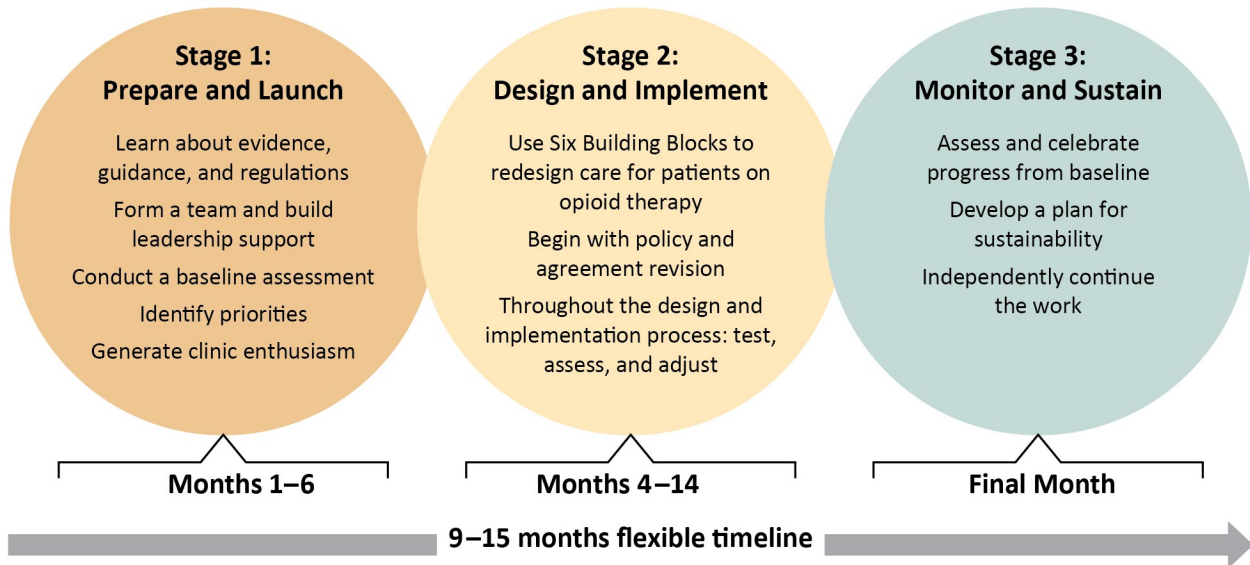 Stage 1:
Prepare and Launch
Learn about evidence,
guidance, and regulations
Form a team and build
leadership support
Conduct a baseline assessment
Identify priorities
Generate clinic enthusiasm
Months 1–6
Stage 2:
Design and Implement
Use Six Building Blocks to
redesign care for patients on
opioid therapy
Begin with policy and
agreement revision
Throughout the design and
implementation process: test,
assess, and adjust
Months 4–14
Stage 3:
Monitor and Sustain
Assess and celebrate
progress from baseline
Develop a plan for
sustainability
Independently continue
the work
Final Month
9–15 months flexible timeline